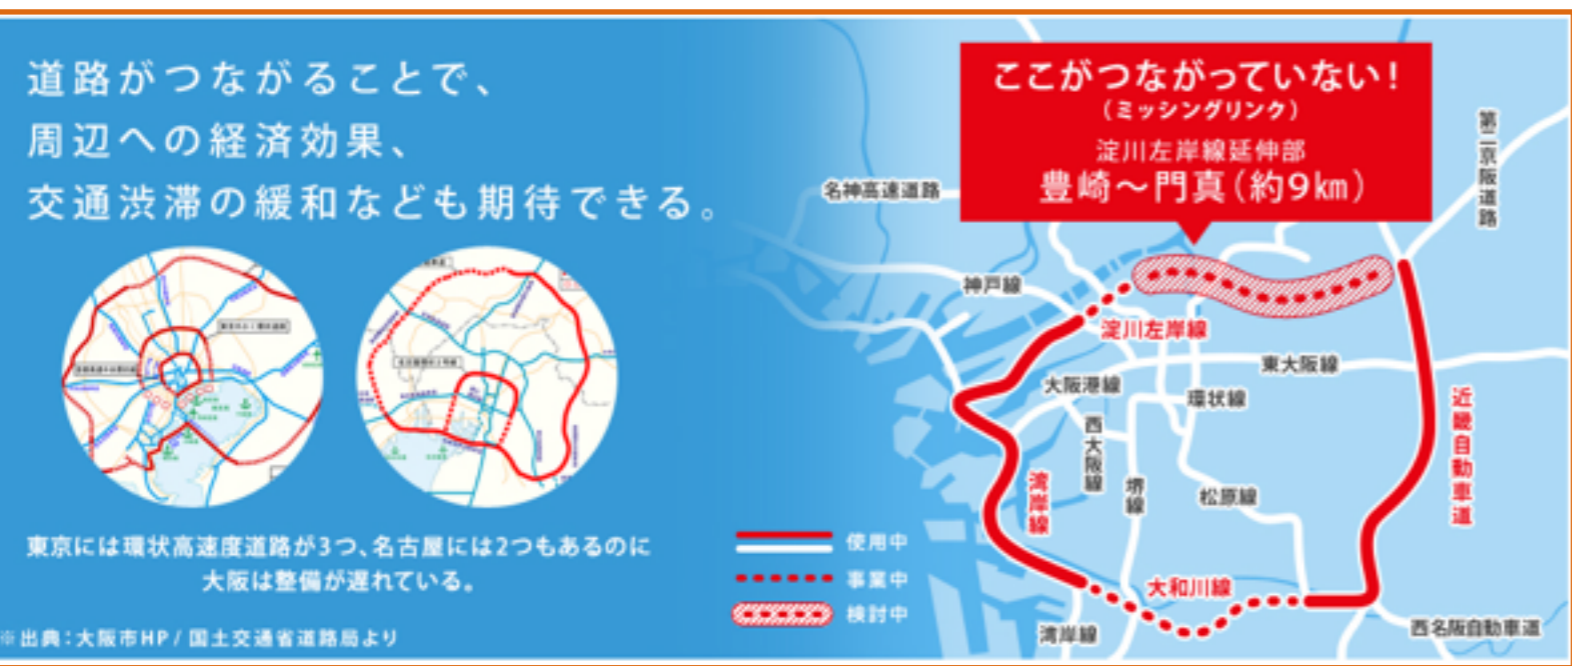 道路がつながることで、
周辺への経済効果、
交通渋滞の緩和なども期待できる。
東京には環状高速度道路が3つ、名古屋には2つもあるのに
大阪は整備が遅れている。
※出典：大阪市HP / 国土交通省道路局より
ここがつながっていない！
（ミッシングリンク）
淀川左岸線延伸部
豊崎～門真（約9㎞）
第二京阪道路
名神高速道路
神戸線
淀川左岸線
東大阪線
大阪港線
環状線
近畿自動車道
西大阪線
湾岸線
堺線
松原線
使用中
事業中
検討中
大和川線
湾岸線
西名阪自動車道